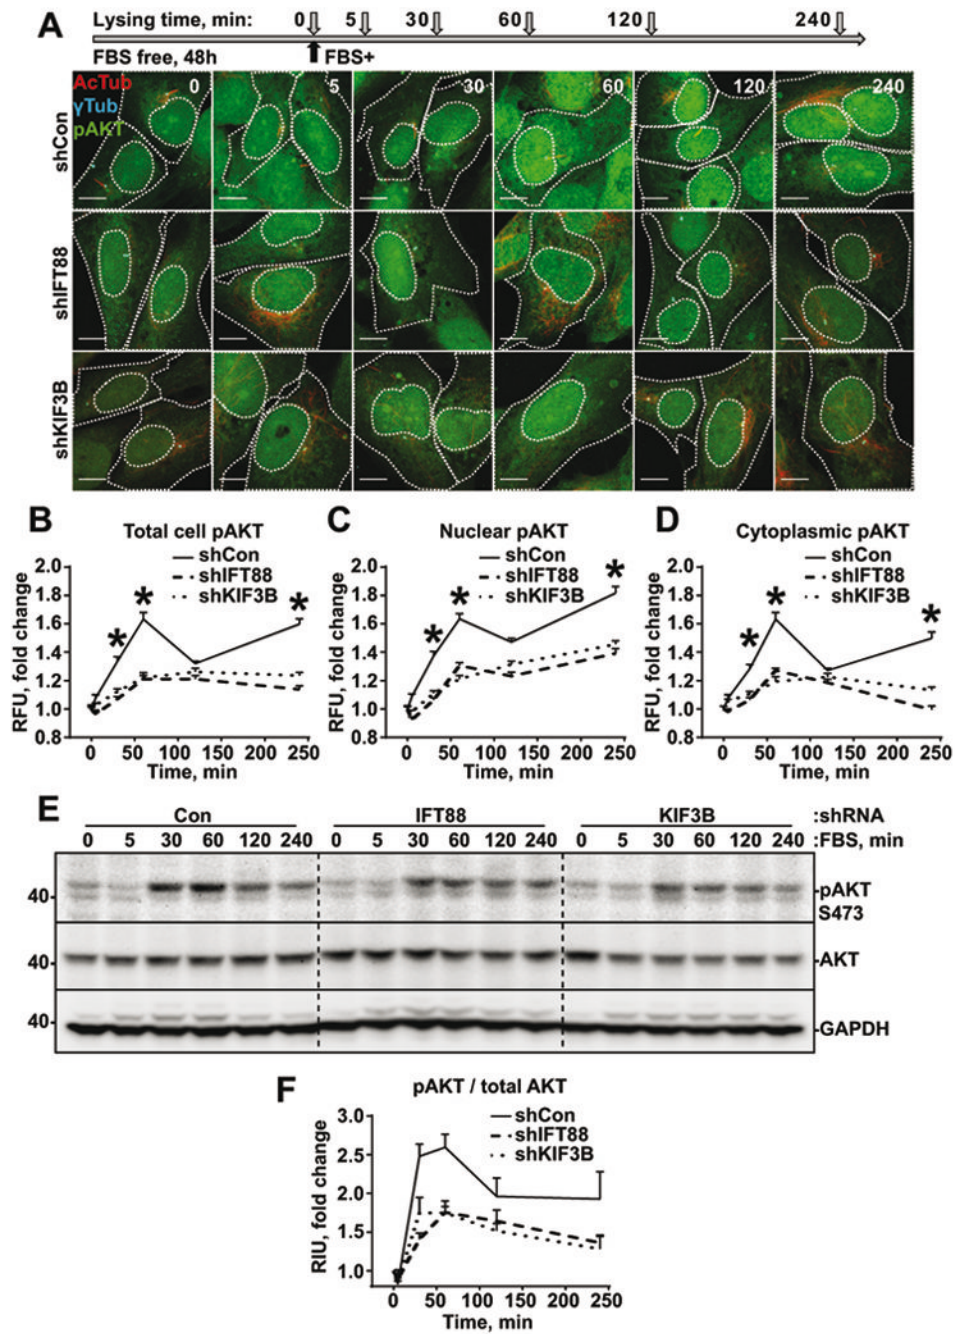 A
Lysing time, min: 0 5 30 60 120 240
FBS free, 48h FBS+
AcTub
γTub
pAKT
0 5 30 60 120 240
shCon
shIFT88
shKIF3B
B
Total cell pAKT
shCon
shIFT88
shKIF3B
RFU, fold change
2.0
1.8
1.6
1.4
1.2
1.0
0.8
* * *
0 50 100 150 200 250
Time, min
C
Nuclear pAKT
shCon
shIFT88
shKIF3B
RFU, fold change
2.0
1.8
1.6
1.4
1.2
1.0
0.8
* * *
0 50 100 150 200 250
Time, min
D
Cytoplasmic pAKT
shCon
shIFT88
shKIF3B
RFU, fold change
2.0
1.8
1.6
1.4
1.2
1.0
0.8
* * *
0 50 100 150 200 250
Time, min
E
Con IFT88 KIF3B :shRNA
0 5 30 60 120 240 0 5 30 60 120 240 0 5 30 60 120 240 :FBS, min
40 pAKT
S473
40 AKT
40 GAPDH
F
pAKT / total AKT
shCon
shIFT88
shKIF3B
RIU, fold change
3.0
2.5
2.0
1.5
1.0
0 50 100 150 200 250
Time, min